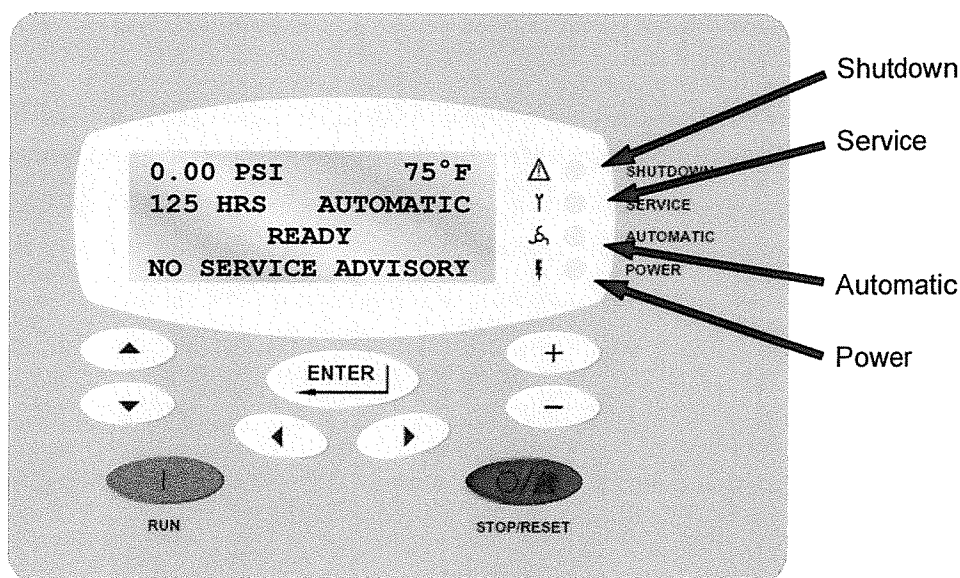 0.00 PSI 75°F
125 HRS AUTOMATIC
READY
NO SERVICE ADVISORY
SHUTDOWN
SERVICE
AUTOMATIC
POWER
Shutdown
Service
Automatic
Power
ENTER
+
−
RUN
STOP/RESET